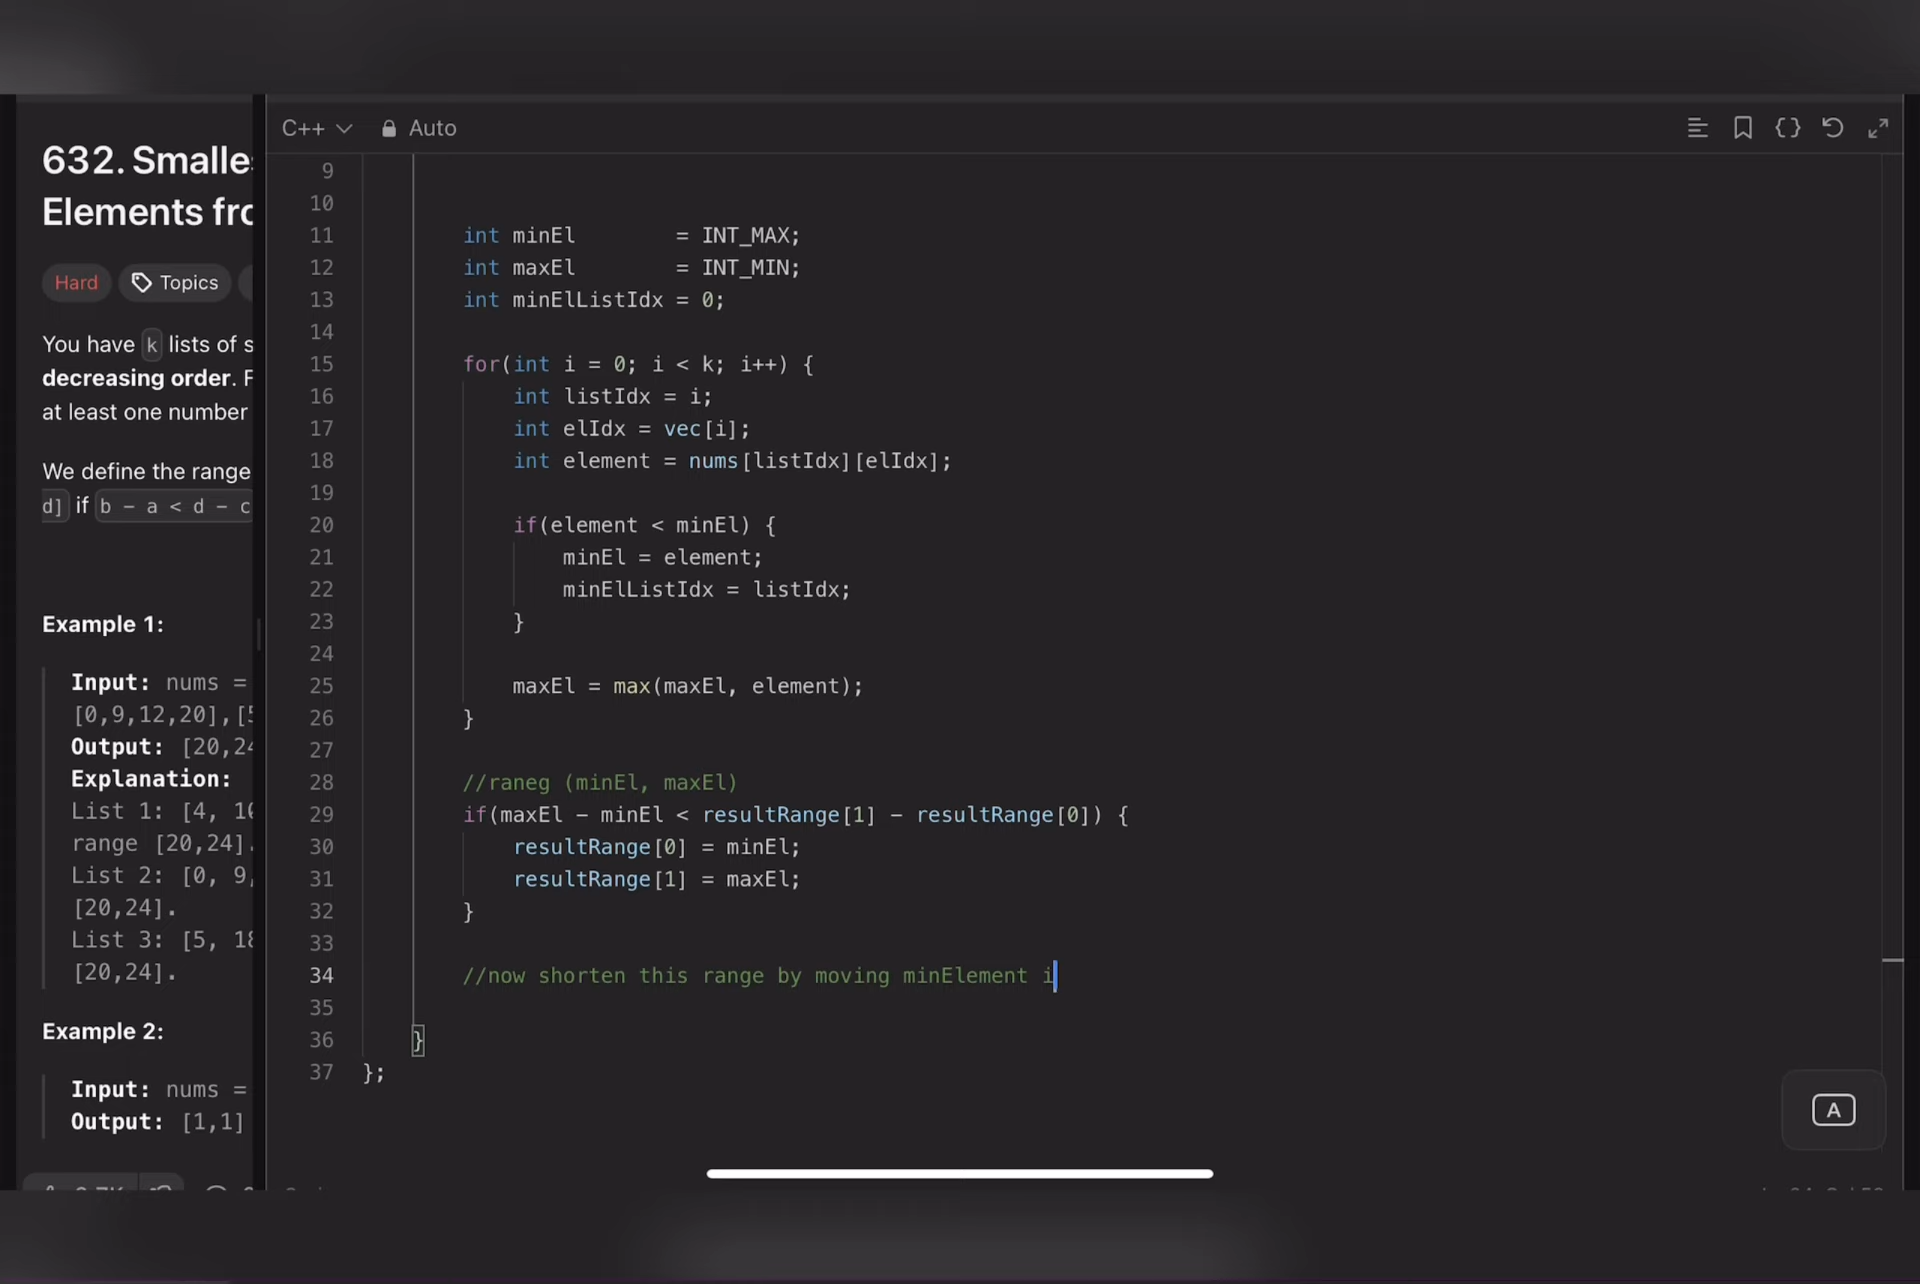 632. Smalle
Elements fro
Hard Topics
You have k lists of s
decreasing order. F
at least one number
We define the range
d] if b - a < d - c
Example 1:
Input: nums =
[0,9,12,20],[5
Output: [20,24
Explanation:
List 1: [4, 10
range [20,24].
List 2: [0, 9,
[20,24].
List 3: [5, 18
[20,24].
Example 2:
Input: nums =
Output: [1,1]
C++ Auto
9
10
11 int minEl = INT_MAX;
12 int maxEl = INT_MIN;
13 int minElListIdx = 0;
14
15 for(int i = 0; i < k; i++) {
16 int listIdx = i;
17 int elIdx = vec[i];
18 int element = nums[listIdx][elIdx];
19
20 if(element < minEl) {
21 minEl = element;
22 minElListIdx = listIdx;
23 }
24
25 maxEl = max(maxEl, element);
26 }
27
28 //raneg (minEl, maxEl)
29 if(maxEl - minEl < resultRange[1] - resultRange[0]) {
30 resultRange[0] = minEl;
31 resultRange[1] = maxEl;
32 }
33
34 //now shorten this range by moving minElement i
35
36 }
37 };
A